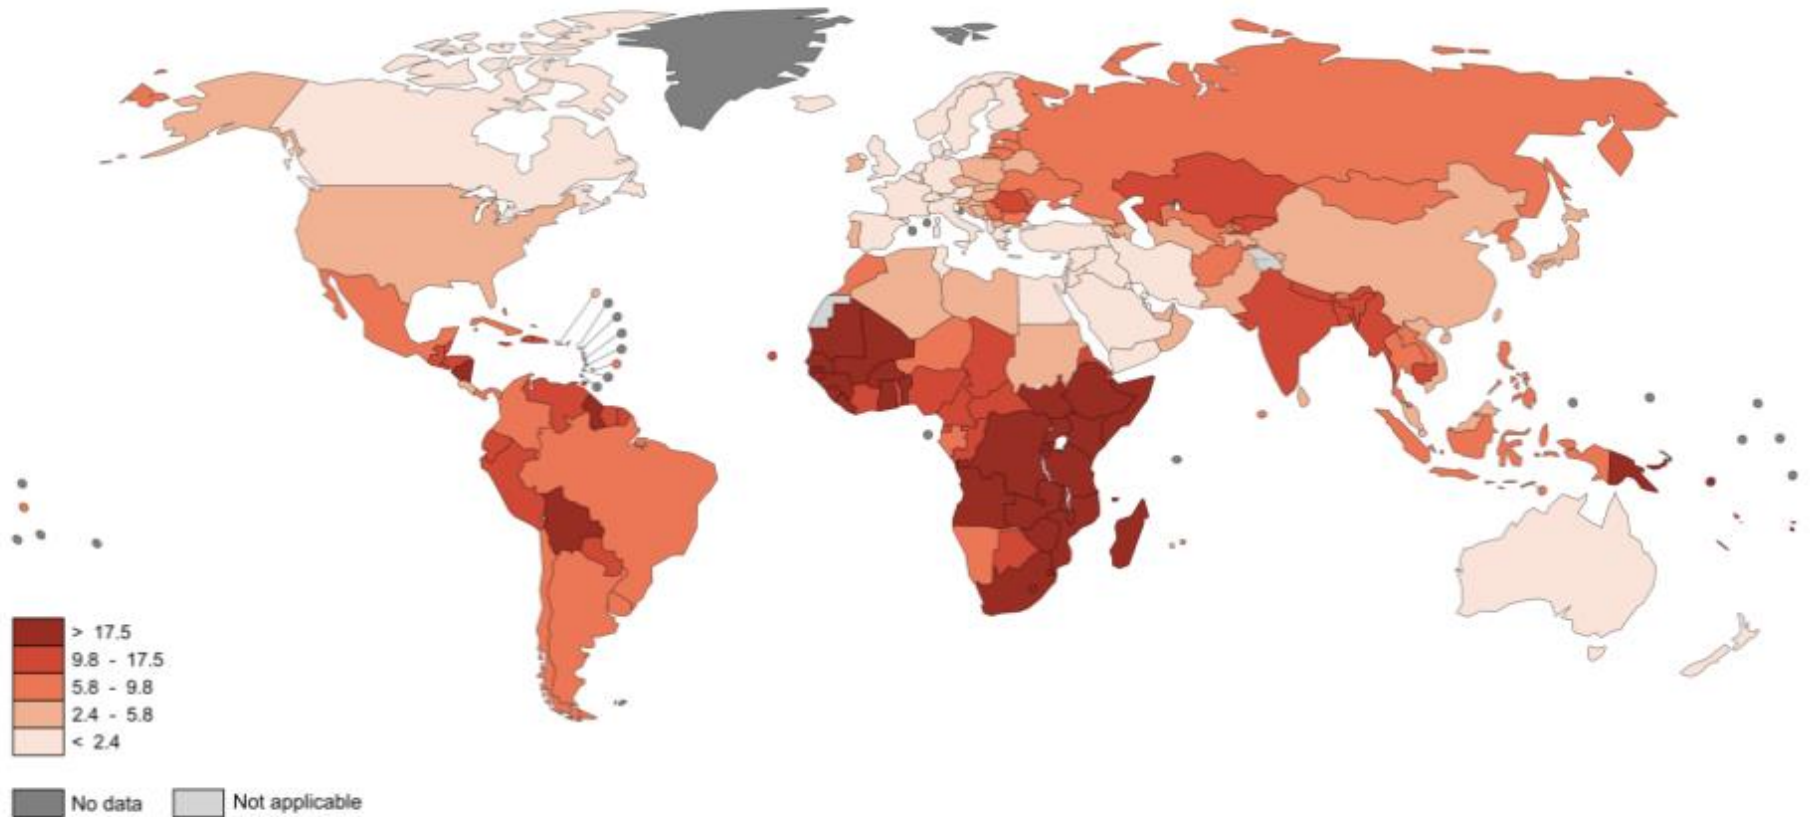 > 17.5
9.8 - 17.5
5.8 - 9.8
2.4 - 5.8
< 2.4
No data
Not applicable